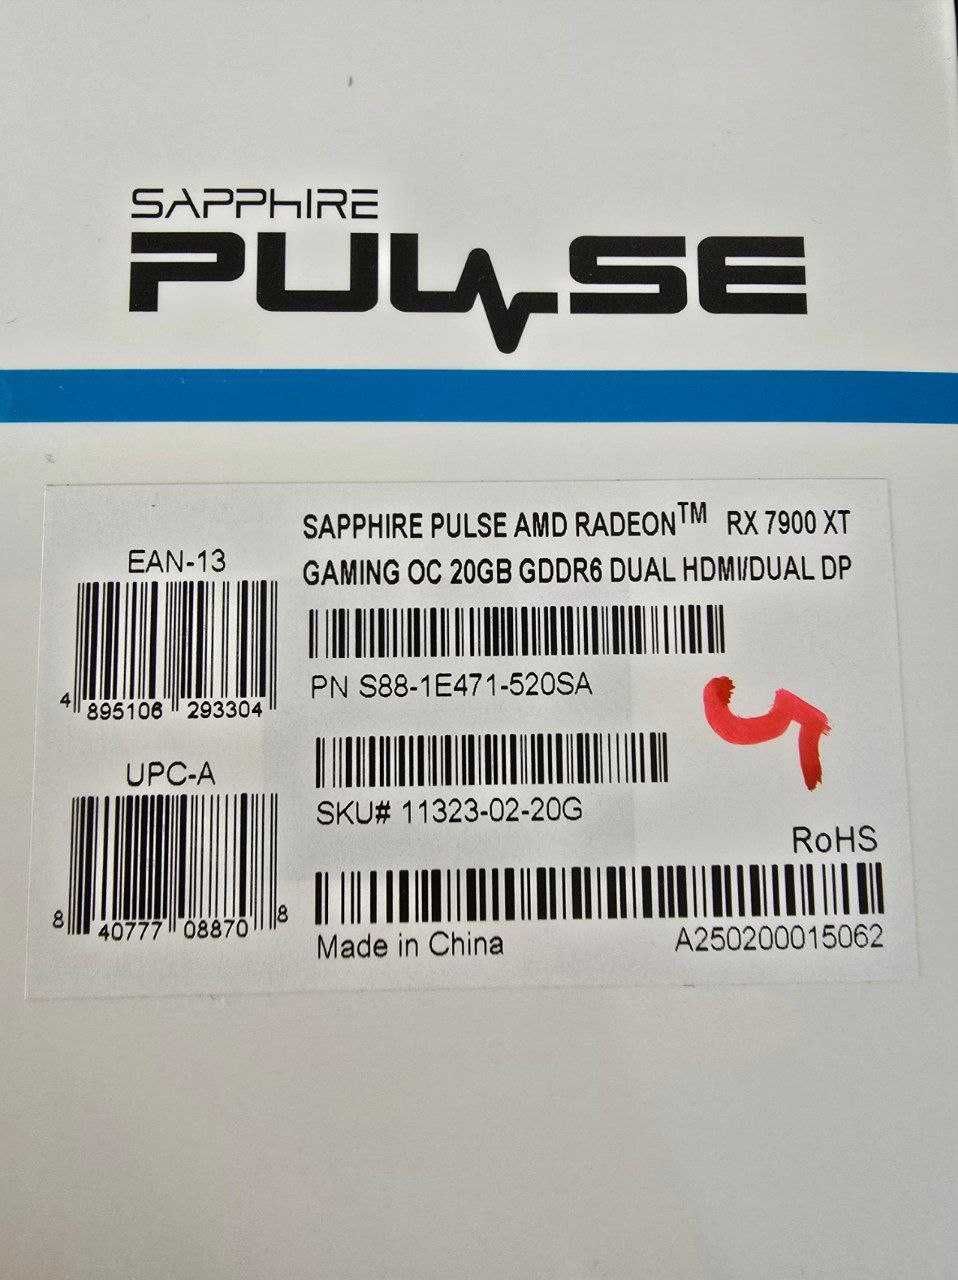 SAPPHIRE
PULSE
SAPPHIRE PULSE AMD RADEON™ RX 7900 XT
GAMING OC 20GB GDDR6 DUAL HDMI/DUAL DP
EAN-13
4 895106 293304
PN S88-1E471-520SA
UPC-A
8 40777 08870 8
SKU# 11323-02-20G
RoHS
Made in China
A250200015062